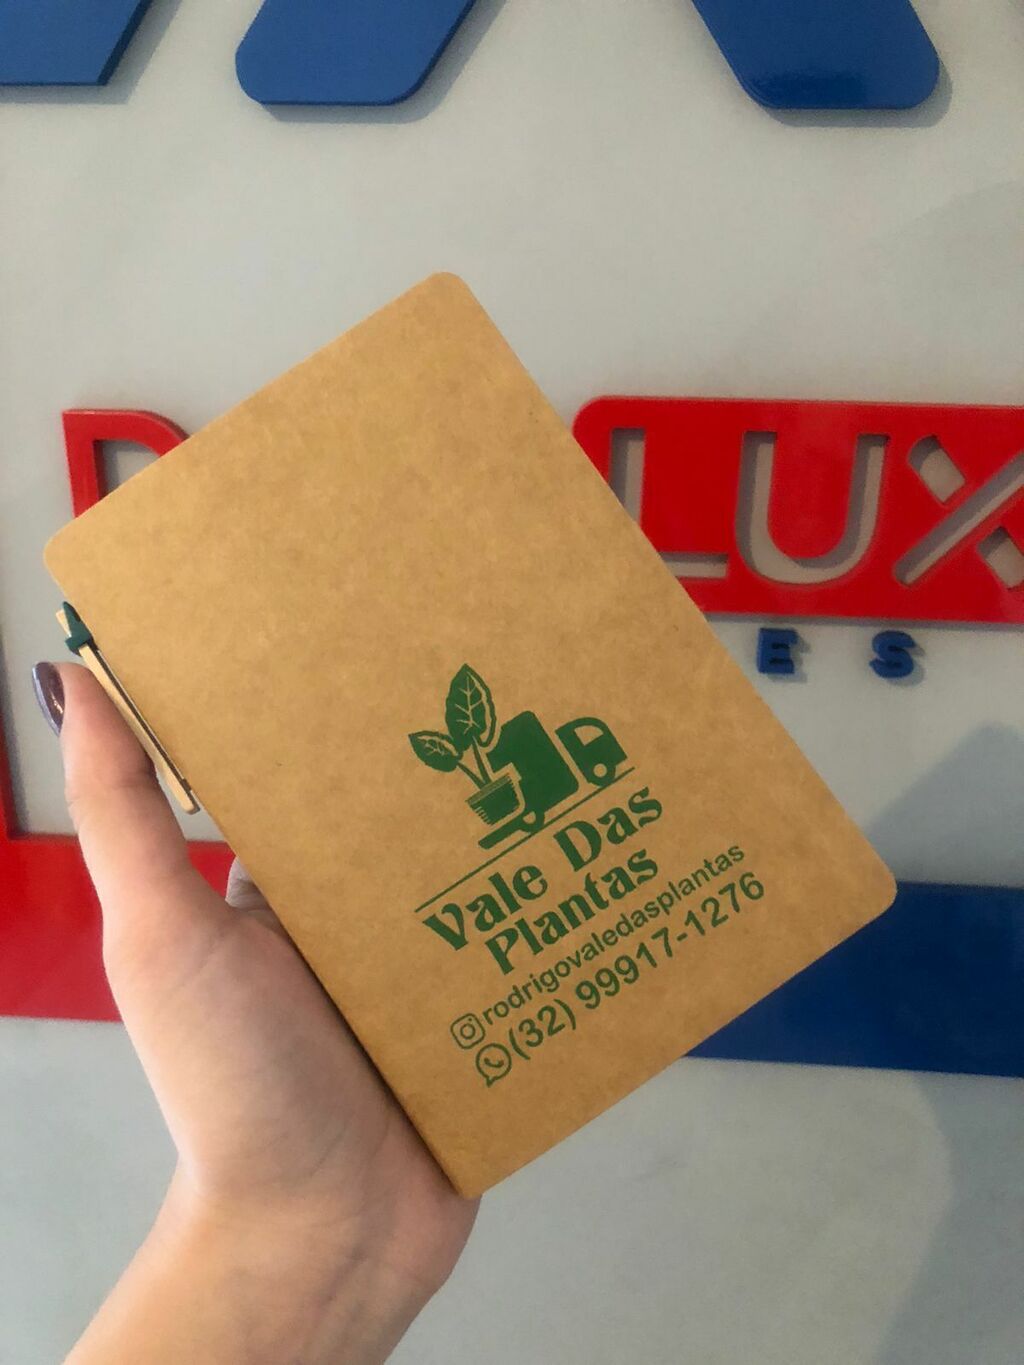 LUX
E S
Vale Das
Plantas
rodrigovaledasplantas
(32) 99917-1276